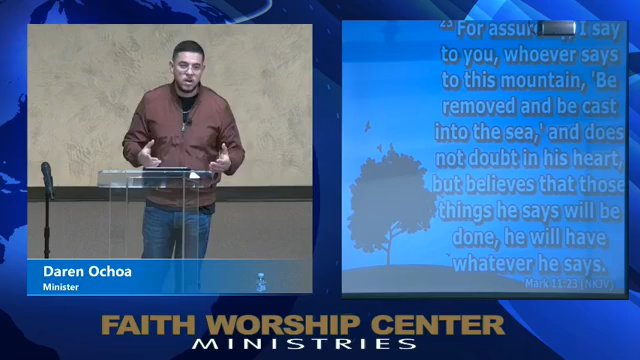 Daren Ochoa
Minister
23 For assuredly, I say
to you, whoever says
to this mountain, 'Be
removed and be cast
into the sea,' and does
not doubt in his heart,
but believes that those
things he says will be
done, he will have
whatever he says.
Mark 11:23 (NKJV)
FAITH WORSHIP CENTER
MINISTRIES